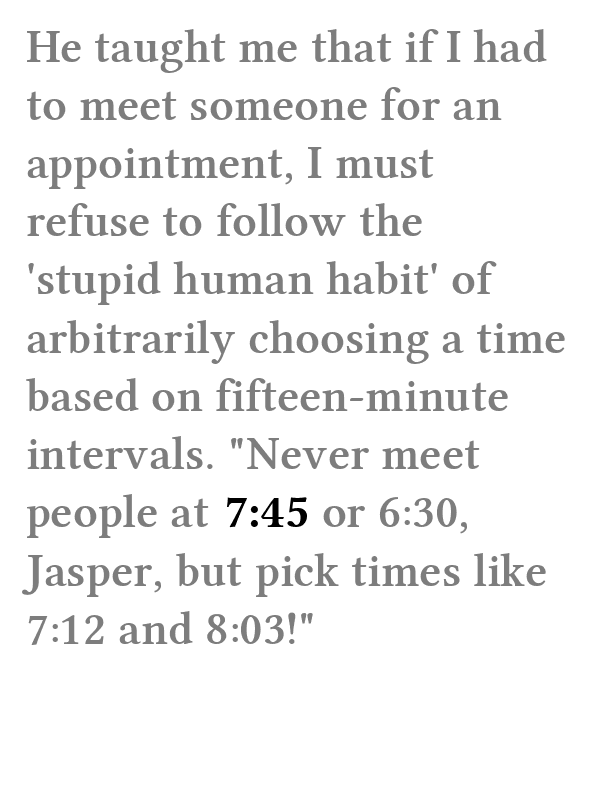 He taught me that if I had
to meet someone for an
appointment, I must
refuse to follow the
'stupid human habit' of
arbitrarily choosing a time
based on fifteen-minute
intervals. "Never meet
people at 7:45 or 6:30,
Jasper, but pick times like
7:12 and 8:03!"